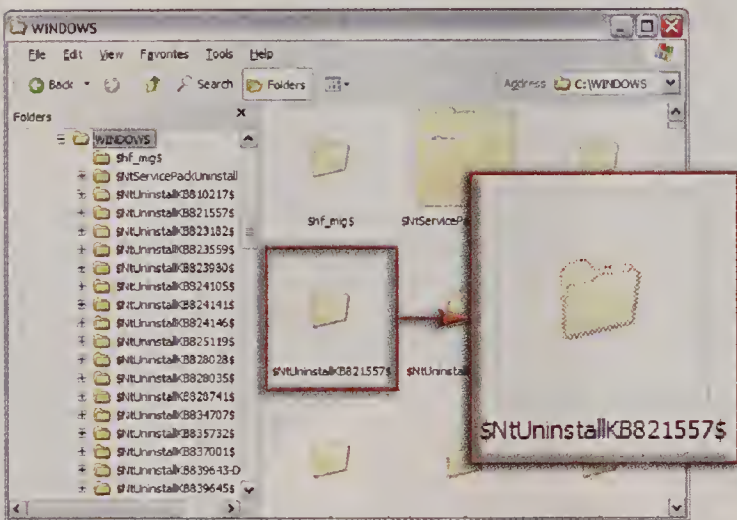 WINDOWS
File Edit View Favorites Tools Help
Back Search Folders Address C:\WINDOWS
Folders x
WINDOWS
$hf_mig$
$NtServicePackUninstall
$NtUninstallKB810217$
$NtUninstallKB821557$
$NtUninstallKB823182$
$NtUninstallKB823559$
$NtUninstallKB823980$
$NtUninstallKB824105$
$NtUninstallKB824141$
$NtUninstallKB824146$
$NtUninstallKB825119$
$NtUninstallKB828028$
$NtUninstallKB828035$
$NtUninstallKB828741$
$NtUninstallKB834707$
$NtUninstallKB835732$
$NtUninstallKB837001$
$NtUninstallKB839643-D
$NtUninstallKB839645$
$hf_mig$ $NtServicePa
$NtUninstallKB821557$ $NtUninstal
$NtUninstallKB821557$